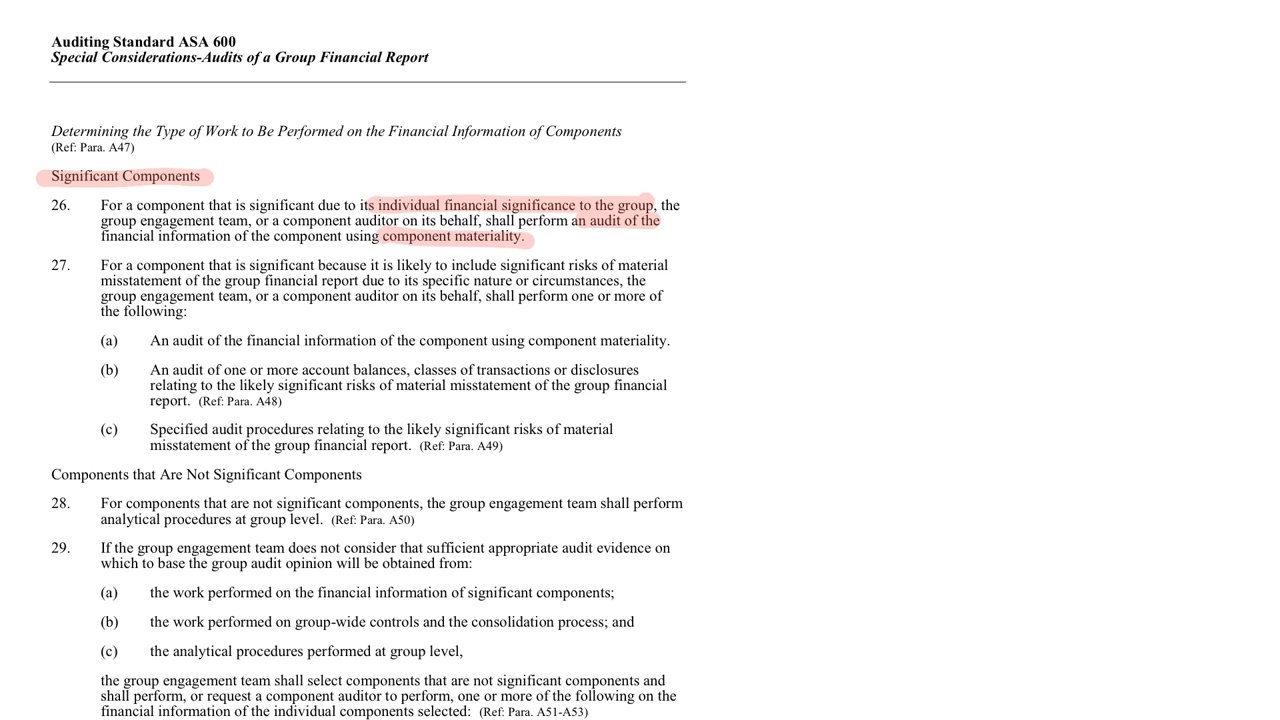 Auditing Standard ASA 600
Special Considerations-Audits of a Group Financial Report
Determining the Type of Work to Be Performed on the Financial Information of Components
(Ref: Para. A47)
Significant Components
26. For a component that is significant due to its individual financial significance to the group, the
group engagement team, or a component auditor on its behalf, shall perform an audit of the
financial information of the component using component materiality.
27. For a component that is significant because it is likely to include significant risks of material
misstatement of the group financial report due to its specific nature or circumstances, the
group engagement team, or a component auditor on its behalf, shall perform one or more of
the following:
(a) An audit of the financial information of the component using component materiality.
(b) An audit of one or more account balances, classes of transactions or disclosures
relating to the likely significant risks of material misstatement of the group financial
report. (Ref: Para. A48)
(c) Specified audit procedures relating to the likely significant risks of material
misstatement of the group financial report. (Ref: Para. A49)
Components that Are Not Significant Components
28. For components that are not significant components, the group engagement team shall perform
analytical procedures at group level. (Ref: Para. A50)
29. If the group engagement team does not consider that sufficient appropriate audit evidence on
which to base the group audit opinion will be obtained from:
(a) the work performed on the financial information of significant components;
(b) the work performed on group-wide controls and the consolidation process; and
(c) the analytical procedures performed at group level,
the group engagement team shall select components that are not significant components and
shall perform, or request a component auditor to perform, one or more of the following on the
financial information of the individual components selected: (Ref: Para. A51-A53)